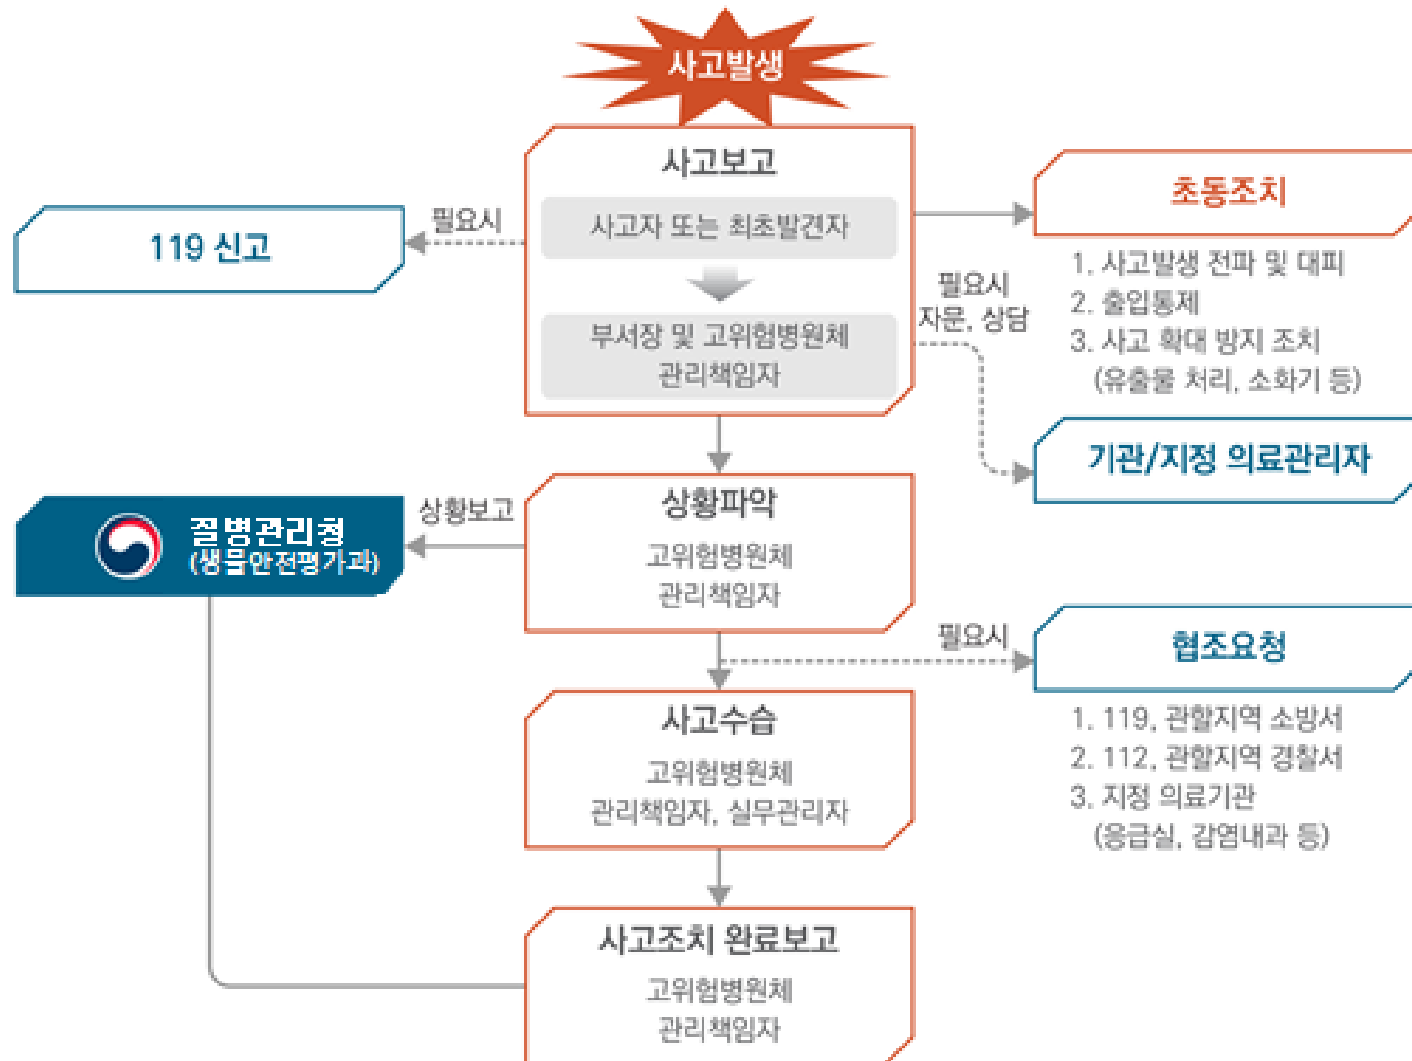 사고발생
사고보고
사고자 또는 최초발견자
부서장 및 고위험병원체
관리책임자
필요시
119 신고
초동조치
1. 사고발생 전파 및 대피
2. 출입통제
3. 사고 확대 방지 조치
(유출물 처리, 소화기 등)
필요시
자문, 상담
기관/지정 의료관리자
상황파악
고위험병원체
관리책임자
상황보고
질병관리청
(생물안전평가과)
필요시
협조요청
1. 119, 관할지역 소방서
2. 112, 관할지역 경찰서
3. 지정 의료기관
(응급실, 감염내과 등)
사고수습
고위험병원체
관리책임자, 실무관리자
사고조치 완료보고
고위험병원체
관리책임자